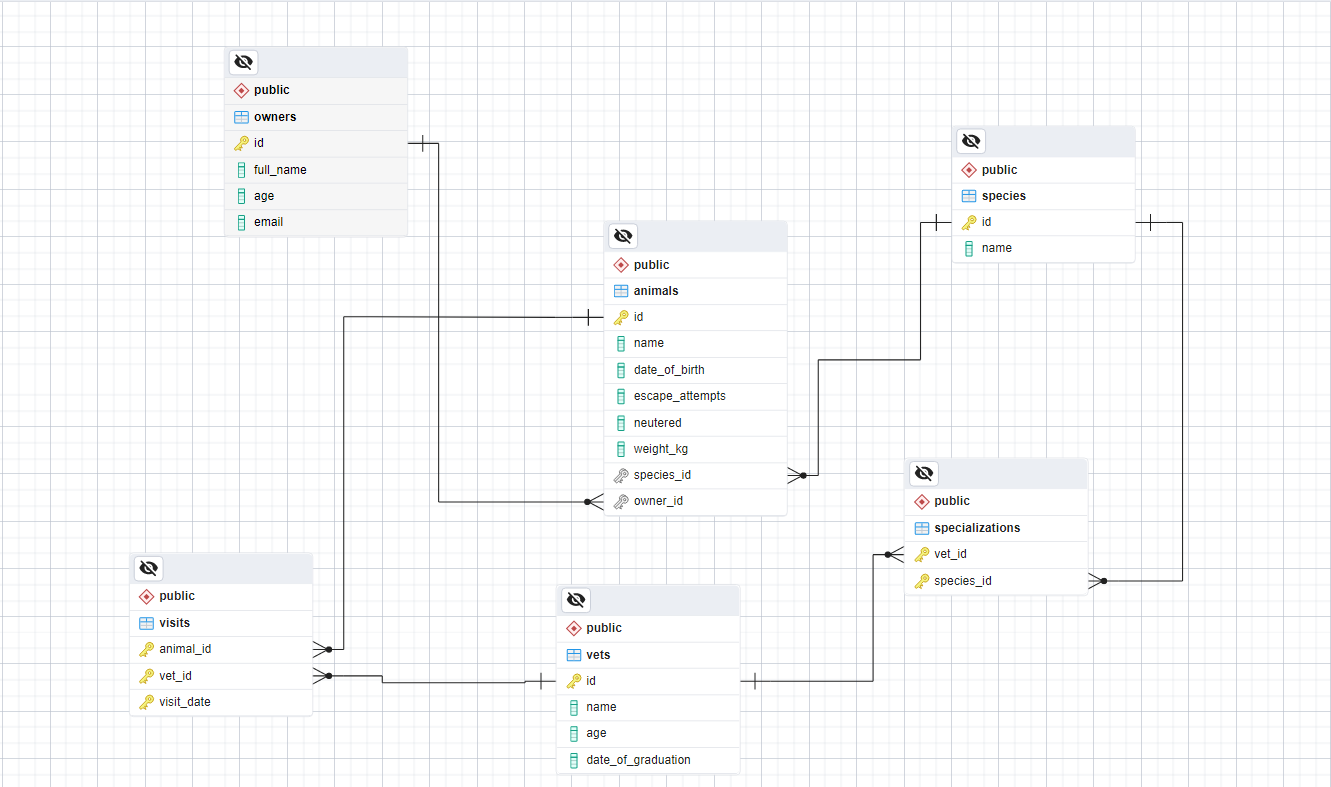 public
owners
id
full_name
age
email
public
species
id
name
public
animals
id
name
date_of_birth
escape_attempts
neutered
weight_kg
species_id
owner_id
public
specializations
vet_id
species_id
public
visits
animal_id
vet_id
visit_date
public
vets
id
name
age
date_of_graduation